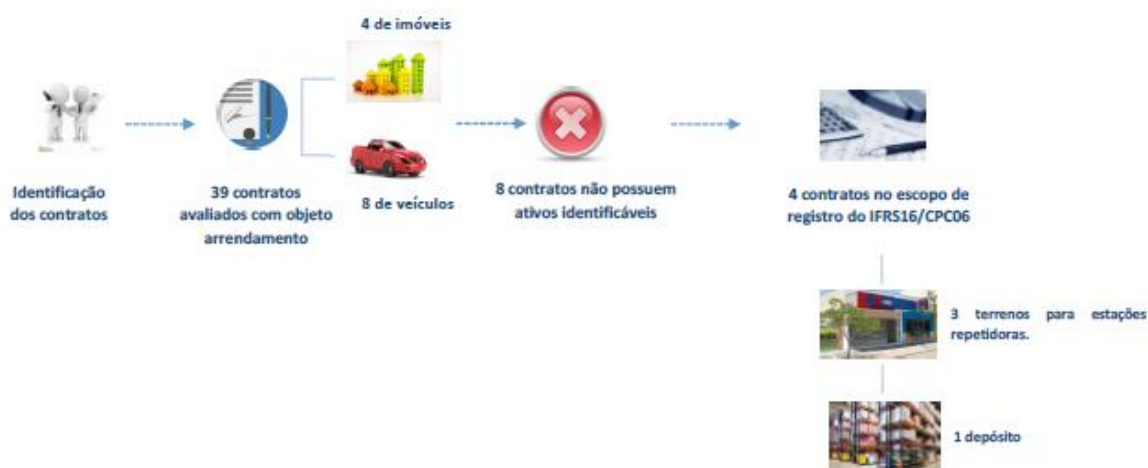 4 de imóveis
Identificação
dos contratos
39 contratos
avaliados com objeto
arrendamento
8 de veículos
8 contratos não possuem
ativos identificáveis
4 contratos no escopo de
registro do IFRS16/CPC06
3 terrenos para estações
repetidoras.
1 depósito